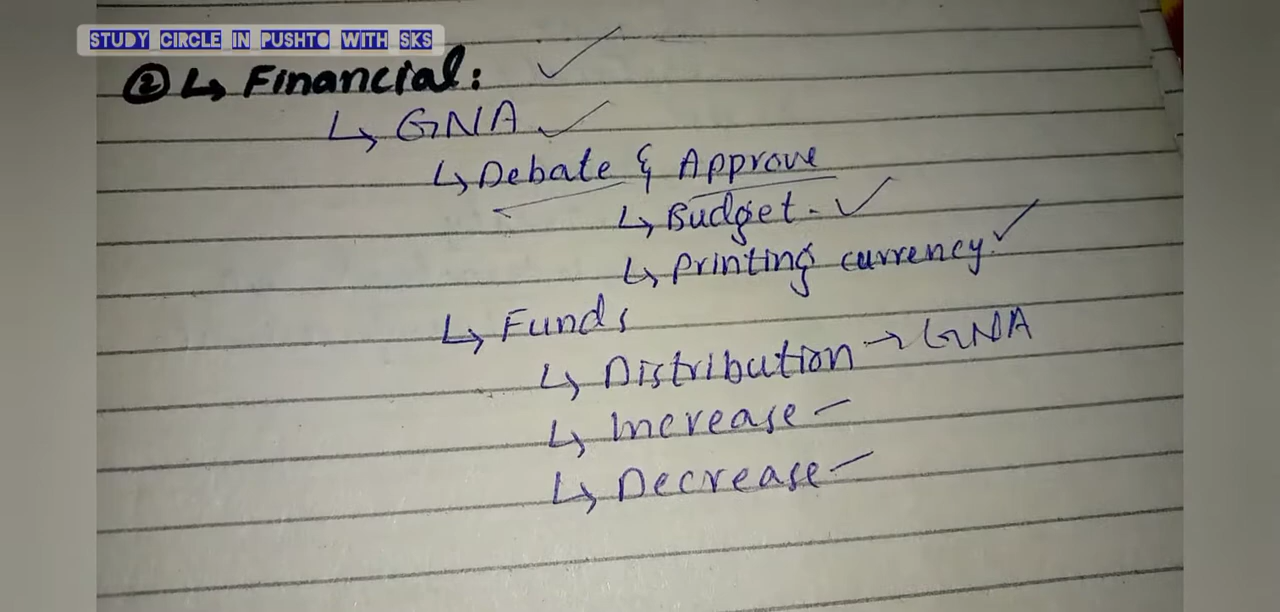 STUDY CIRCLE IN PUSHTO WITH SKS
② ↳ Financial:
↳ GNA
↳ Debate & Approve
↳ Budget.
↳ Printing currency.
↳ Funds
↳ Distribution → GNA
↳ Increase
↳ Decrease